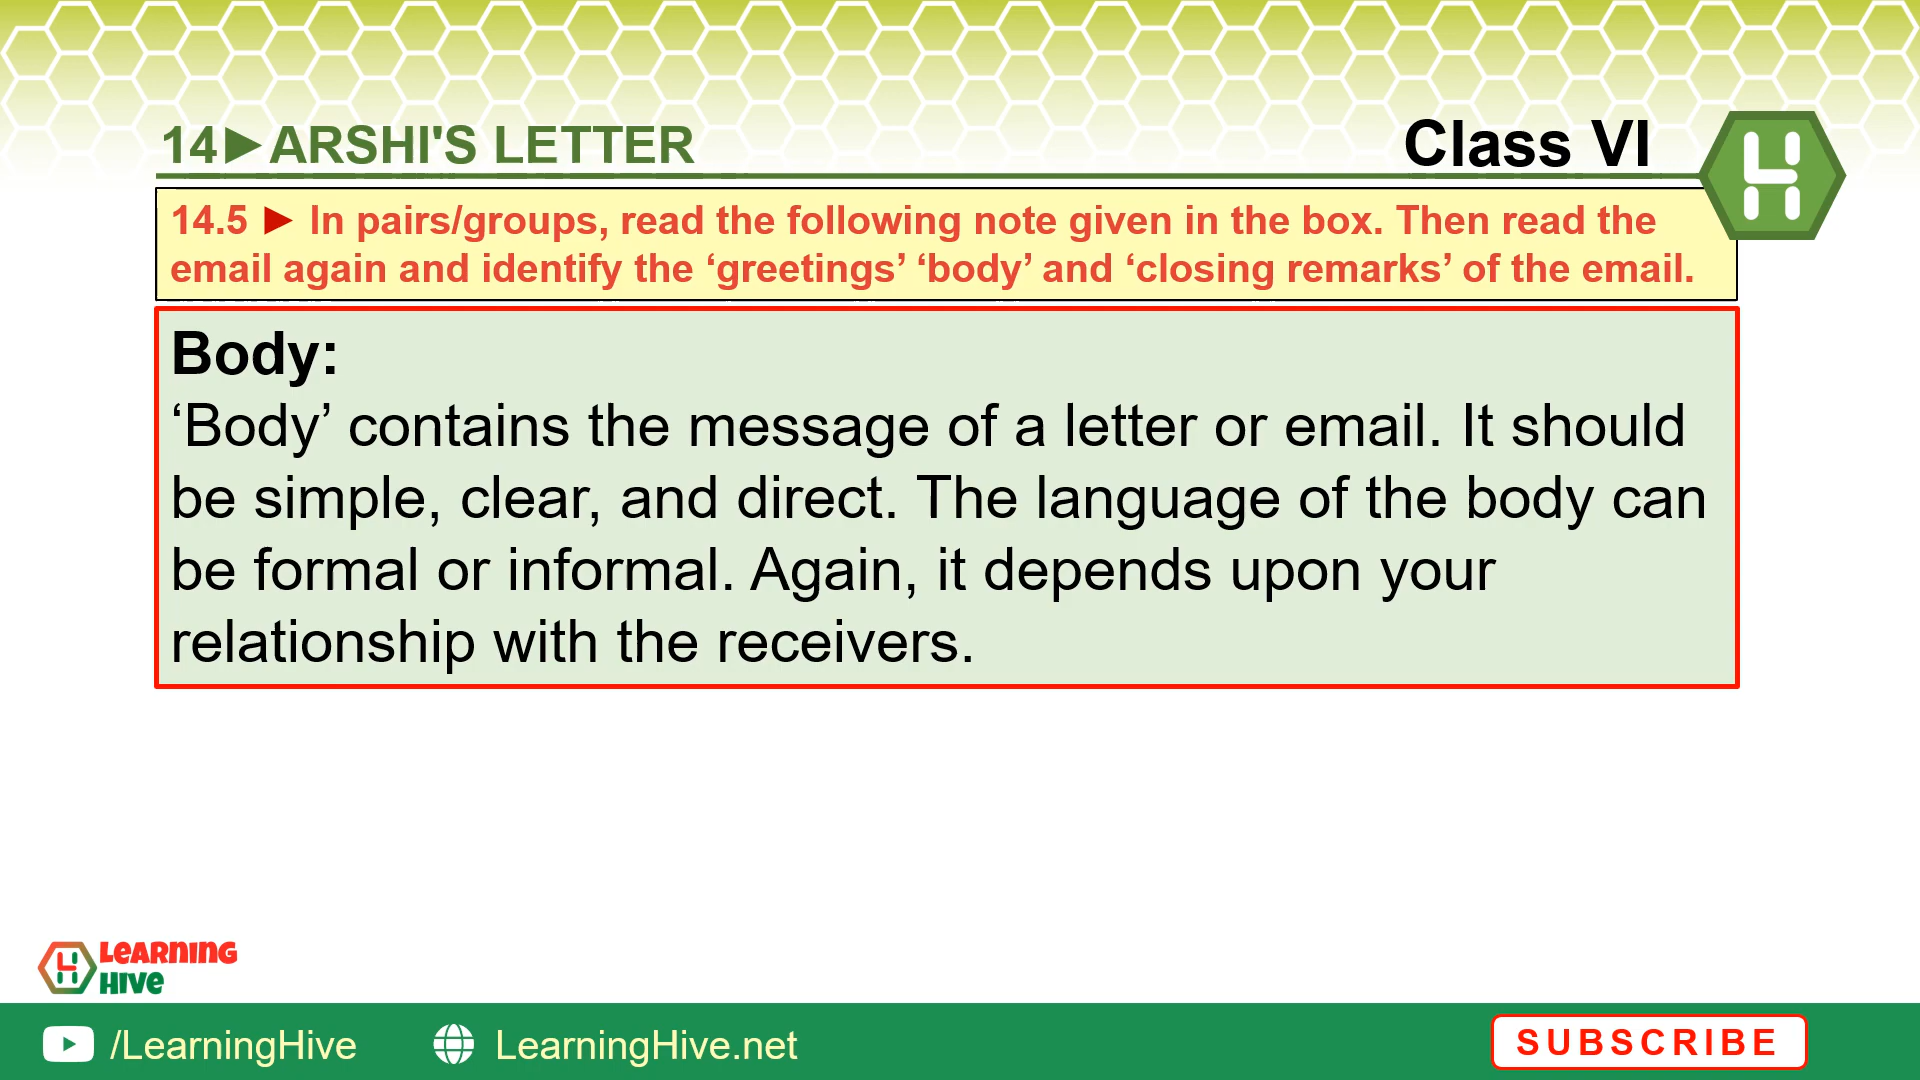 14►ARSHI'S LETTER
Class VI
14.5 ► In pairs/groups, read the following note given in the box. Then read the
email again and identify the ‘greetings’ ‘body’ and ‘closing remarks’ of the email.
Body:
‘Body’ contains the message of a letter or email. It should
be simple, clear, and direct. The language of the body can
be formal or informal. Again, it depends upon your
relationship with the receivers.
LEARNING
HIVE
/LearningHive
LearningHive.net
SUBSCRIBE